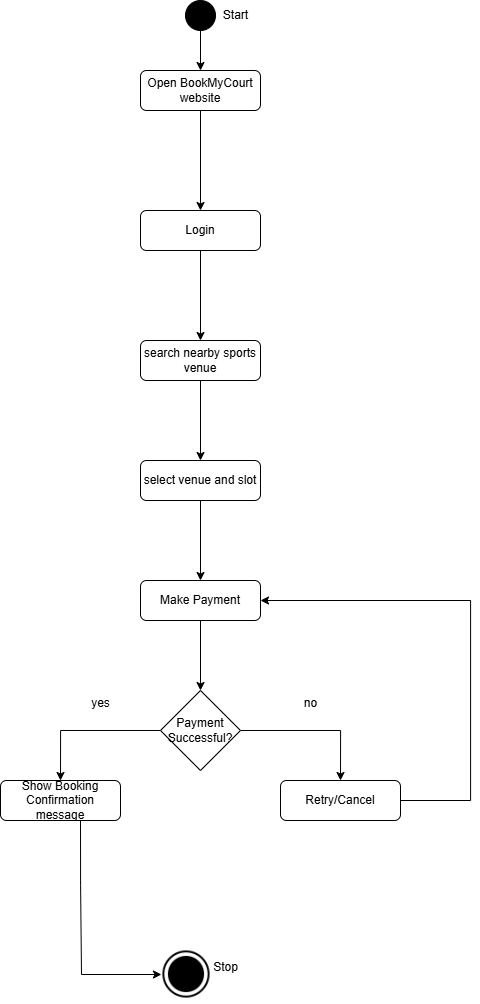 Start
Open BookMyCourt
website
Login
search nearby sports
venue
select venue and slot
Make Payment
yes
no
Payment
Successful?
Show Booking
Confirmation
message
Retry/Cancel
Stop